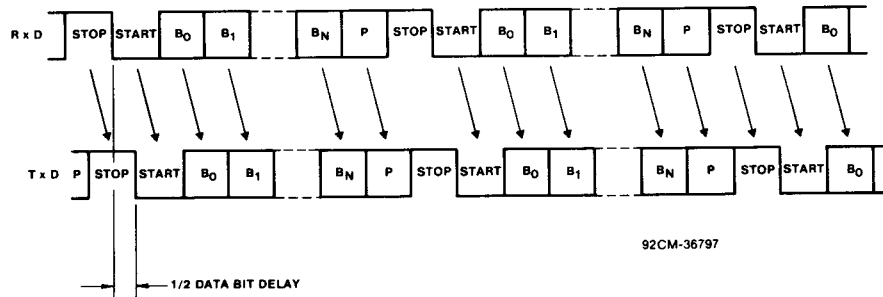 R x D STOP START B0 B1 BN P STOP START B0 B1 BN P STOP START B0
T x D P STOP START B0 B1 BN P STOP START B0 B1 BN P STOP START B0
92CM-36797
1/2 DATA BIT DELAY